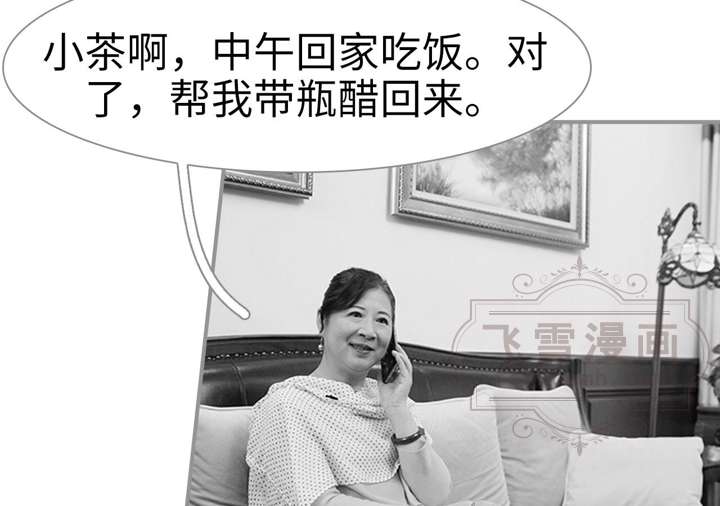 小茶啊，中午回家吃饭。对
了，帮我带瓶醋回来。
飞雪漫画